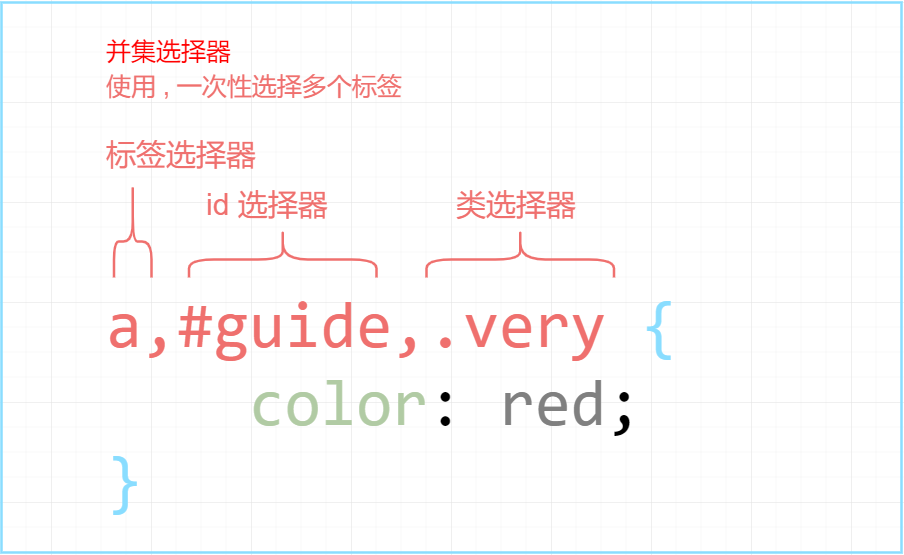 并集选择器
使用 , 一次性选择多个标签
标签选择器
id 选择器
类选择器
a,#guide,.very {
color: red;
}